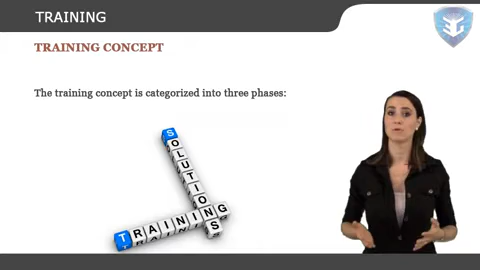 TRAINING
TRAINING CONCEPT
The training concept is categorized into three phases:
SOLUTIONS
TRAINING